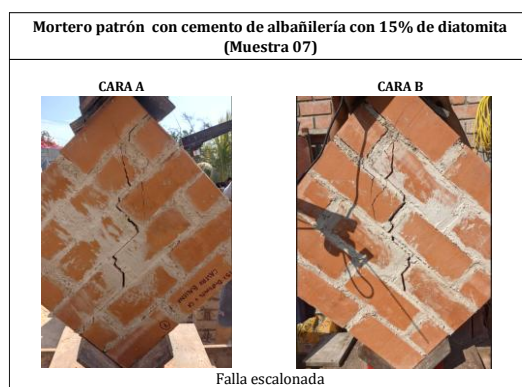 Mortero patrón con cemento de albañilería con 15% de diatomita
(Muestra 07)
CARA A
CARA B
Falla escalonada